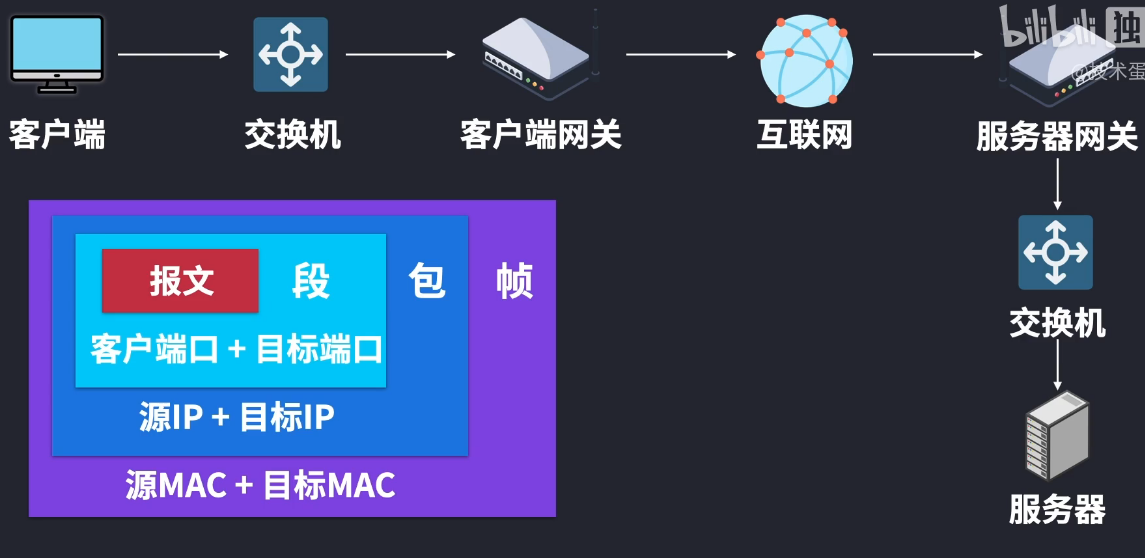 bilibili 独
@技术蛋
客户端
交换机
客户端网关
互联网
服务器网关
报文
段
包
帧
客户端口 + 目标端口
源IP + 目标IP
源MAC + 目标MAC
交换机
服务器